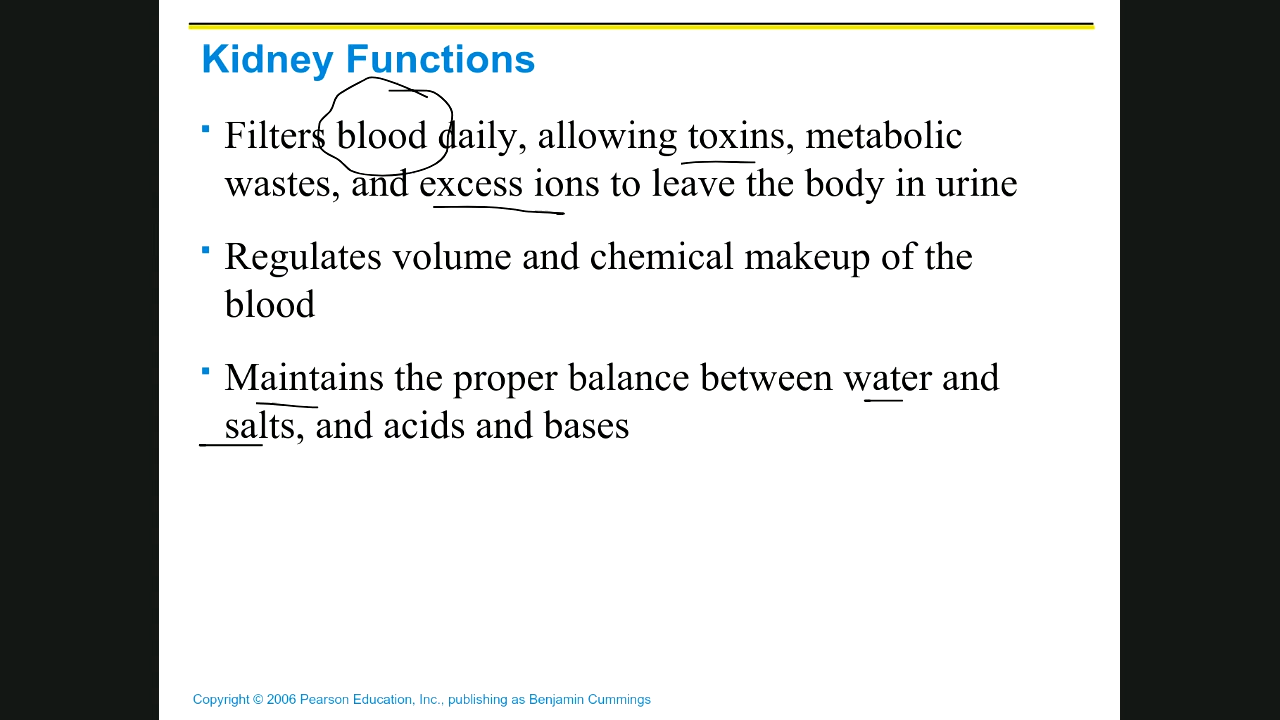 Kidney Functions
Filters blood daily, allowing toxins, metabolic
wastes, and excess ions to leave the body in urine
Regulates volume and chemical makeup of the
blood
Maintains the proper balance between water and
salts, and acids and bases
Copyright © 2006 Pearson Education, Inc., publishing as Benjamin Cummings